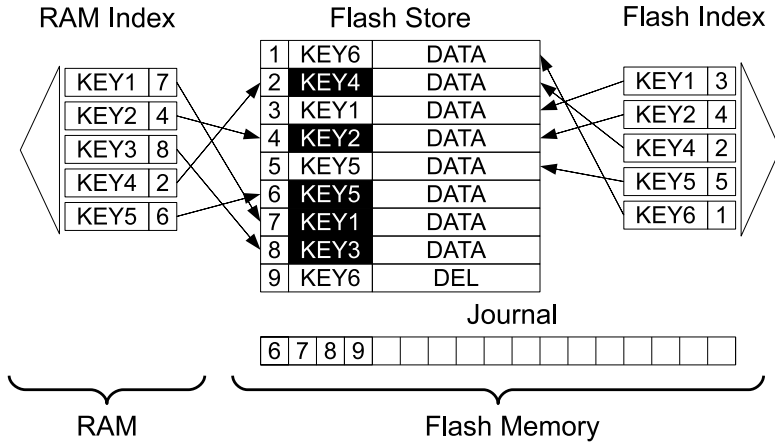 RAM Index
Flash Store
Flash Index
KEY1 7
KEY2 4
KEY3 8
KEY4 2
KEY5 6
1 KEY6 DATA
2 KEY4 DATA
3 KEY1 DATA
4 KEY2 DATA
5 KEY5 DATA
6 KEY5 DATA
7 KEY1 DATA
8 KEY3 DATA
9 KEY6 DEL
KEY1 3
KEY2 4
KEY4 2
KEY5 5
KEY6 1
Journal
6 7 8 9
RAM
Flash Memory